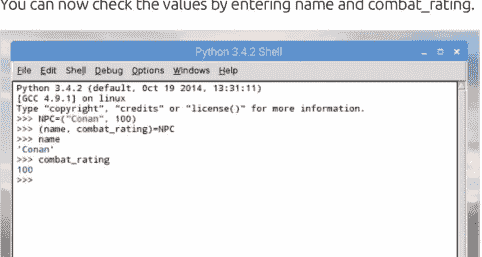 You can now check the values by entering name and combat_rating.
Python 3.4.2 Shell
File Edit Shell Debug Options Windows Help
Python 3.4.2 (default, Oct 19 2014, 13:31:11)
[GCC 4.9.1] on linux
Type "copyright", "credits" or "license()" for more information.
>>> NPC=("Conan", 100)
>>> (name, combat_rating)=NPC
>>> name
'Conan'
>>> combat_rating
100
>>>